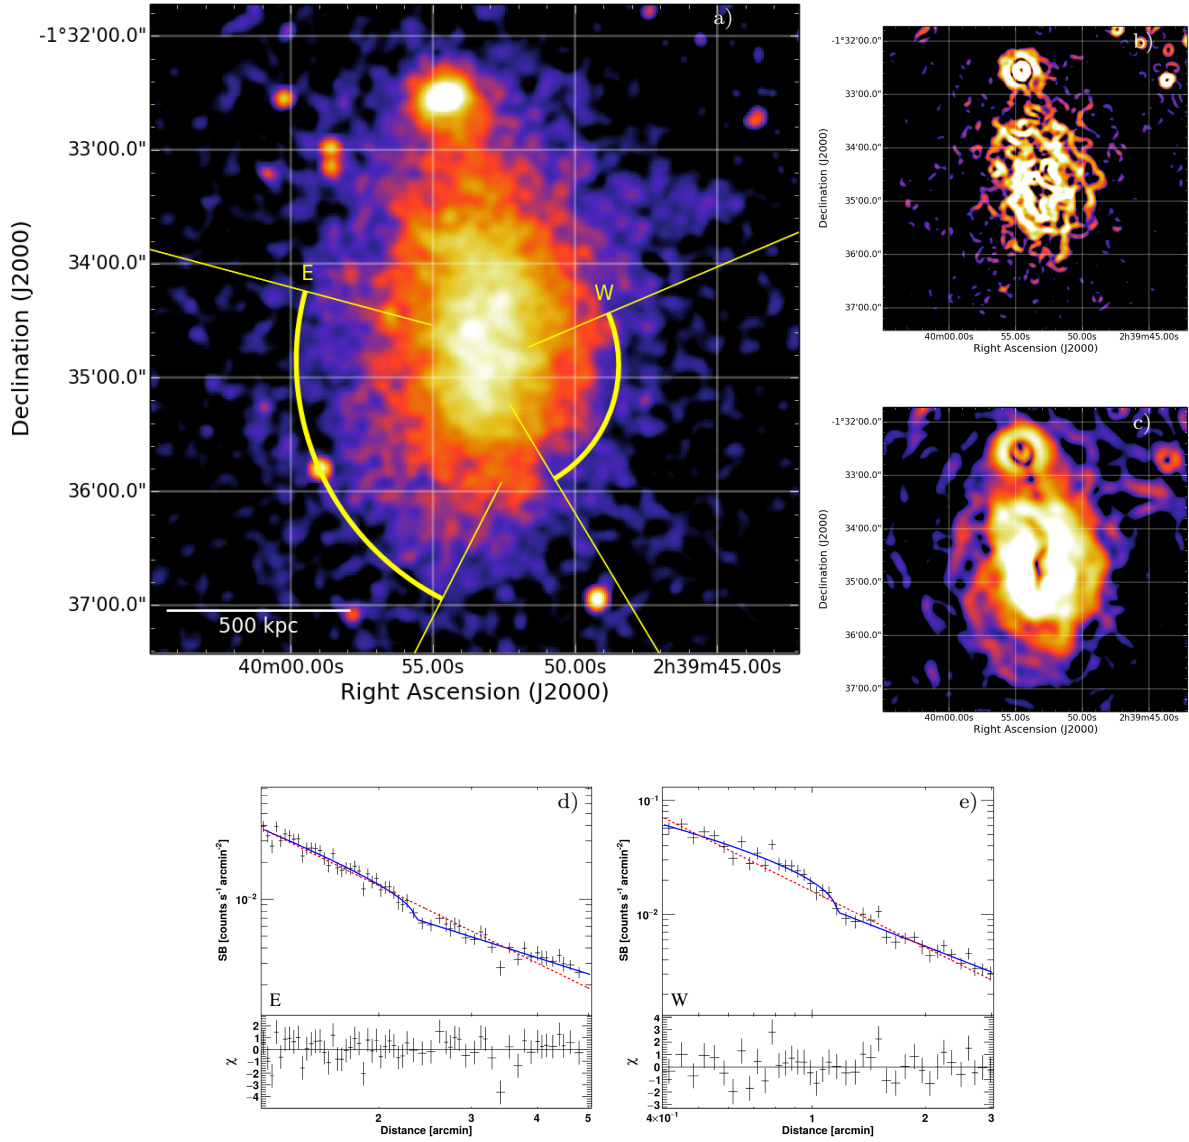 a)
-1°32'00.0"
33'00.0"
34'00.0"
35'00.0"
36'00.0"
37'00.0"
Declination (J2000)
E
W
500 kpc
40m00.00s 55.00s 50.00s 2h39m45.00s
Right Ascension (J2000)
b)
-1°32'00.0"
33'00.0"
34'00.0"
35'00.0"
36'00.0"
37'00.0"
Declination (J2000)
40m00.00s 55.00s 50.00s 2h39m45.00s
Right Ascension (J2000)
c)
-1°32'00.0"
33'00.0"
34'00.0"
35'00.0"
36'00.0"
37'00.0"
Declination (J2000)
40m00.00s 55.00s 50.00s 2h39m45.00s
Right Ascension (J2000)
d)
SB [counts s⁻¹ arcmin⁻²]
10⁻²
E
χ
2
1
0
-1
-2
-3
-4
2 3 4 5
Distance [arcmin]
e)
SB [counts s⁻¹ arcmin⁻²]
10⁻¹
10⁻²
W
χ
4
3
2
1
0
-1
-2
-3
4×10⁻¹ 1 2 3
Distance [arcmin]